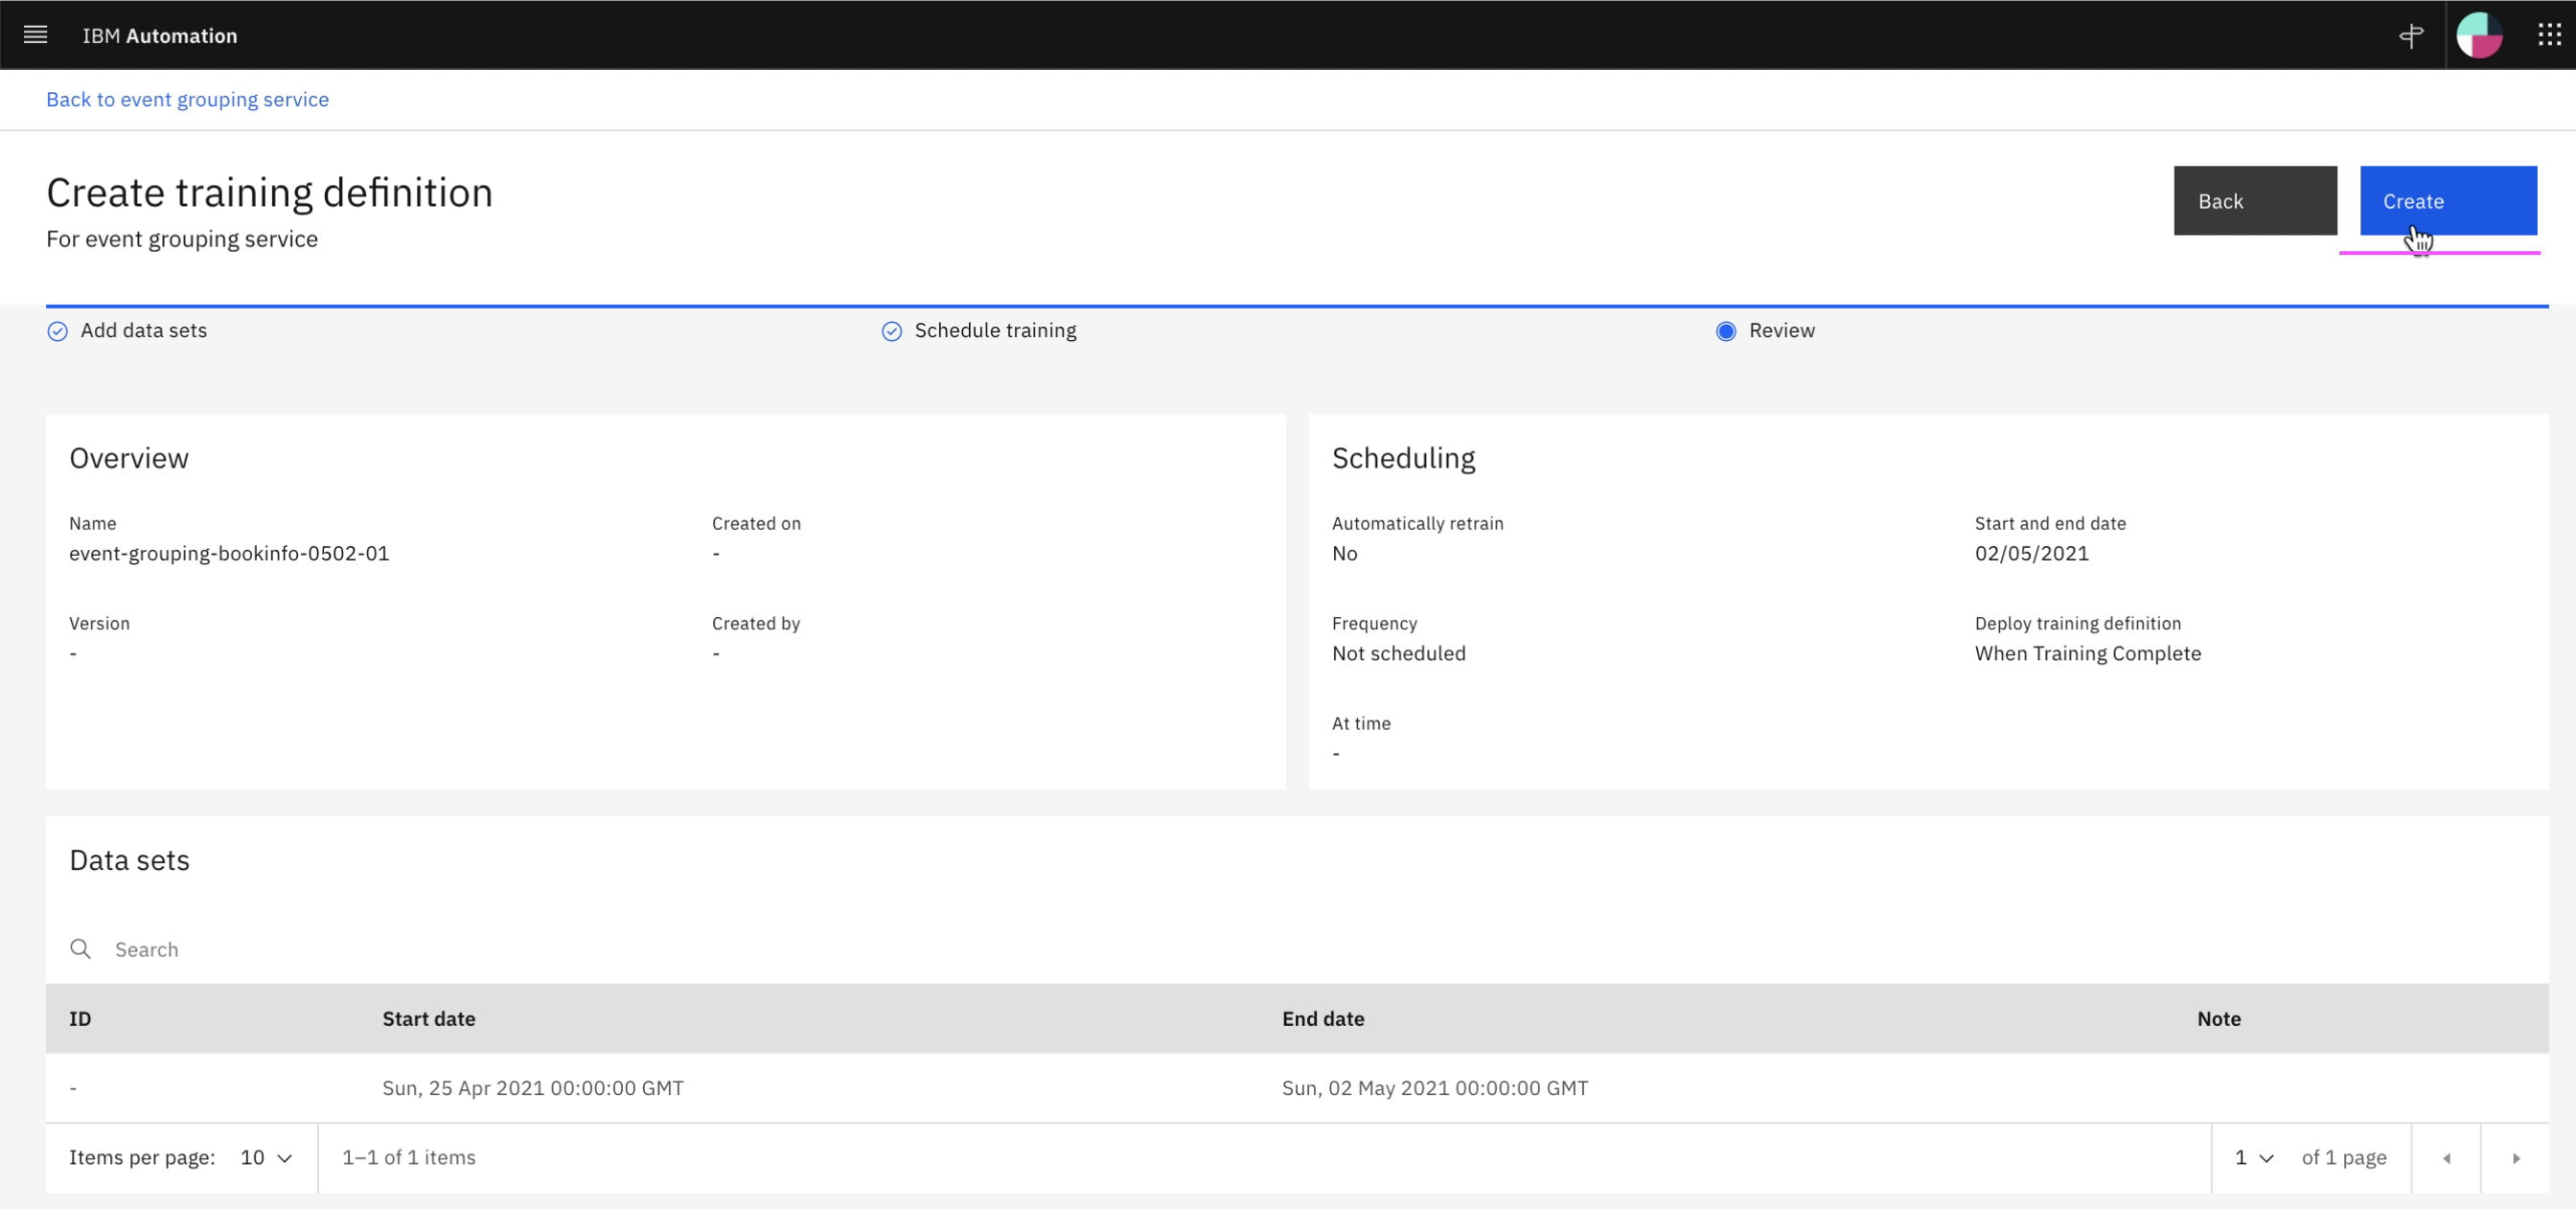 IBM Automation
Back to event grouping service
Create training definition
For event grouping service
Back
Create
Add data sets
Schedule training
Review
Overview
Name
event-grouping-bookinfo-0502-01
Created on
-
Version
-
Created by
-
Scheduling
Automatically retrain
No
Start and end date
02/05/2021
Frequency
Not scheduled
Deploy training definition
When Training Complete
At time
-
Data sets
Search
ID Start date End date Note
- Sun, 25 Apr 2021 00:00:00 GMT Sun, 02 May 2021 00:00:00 GMT
Items per page: 10 1–1 of 1 items 1 of 1 page